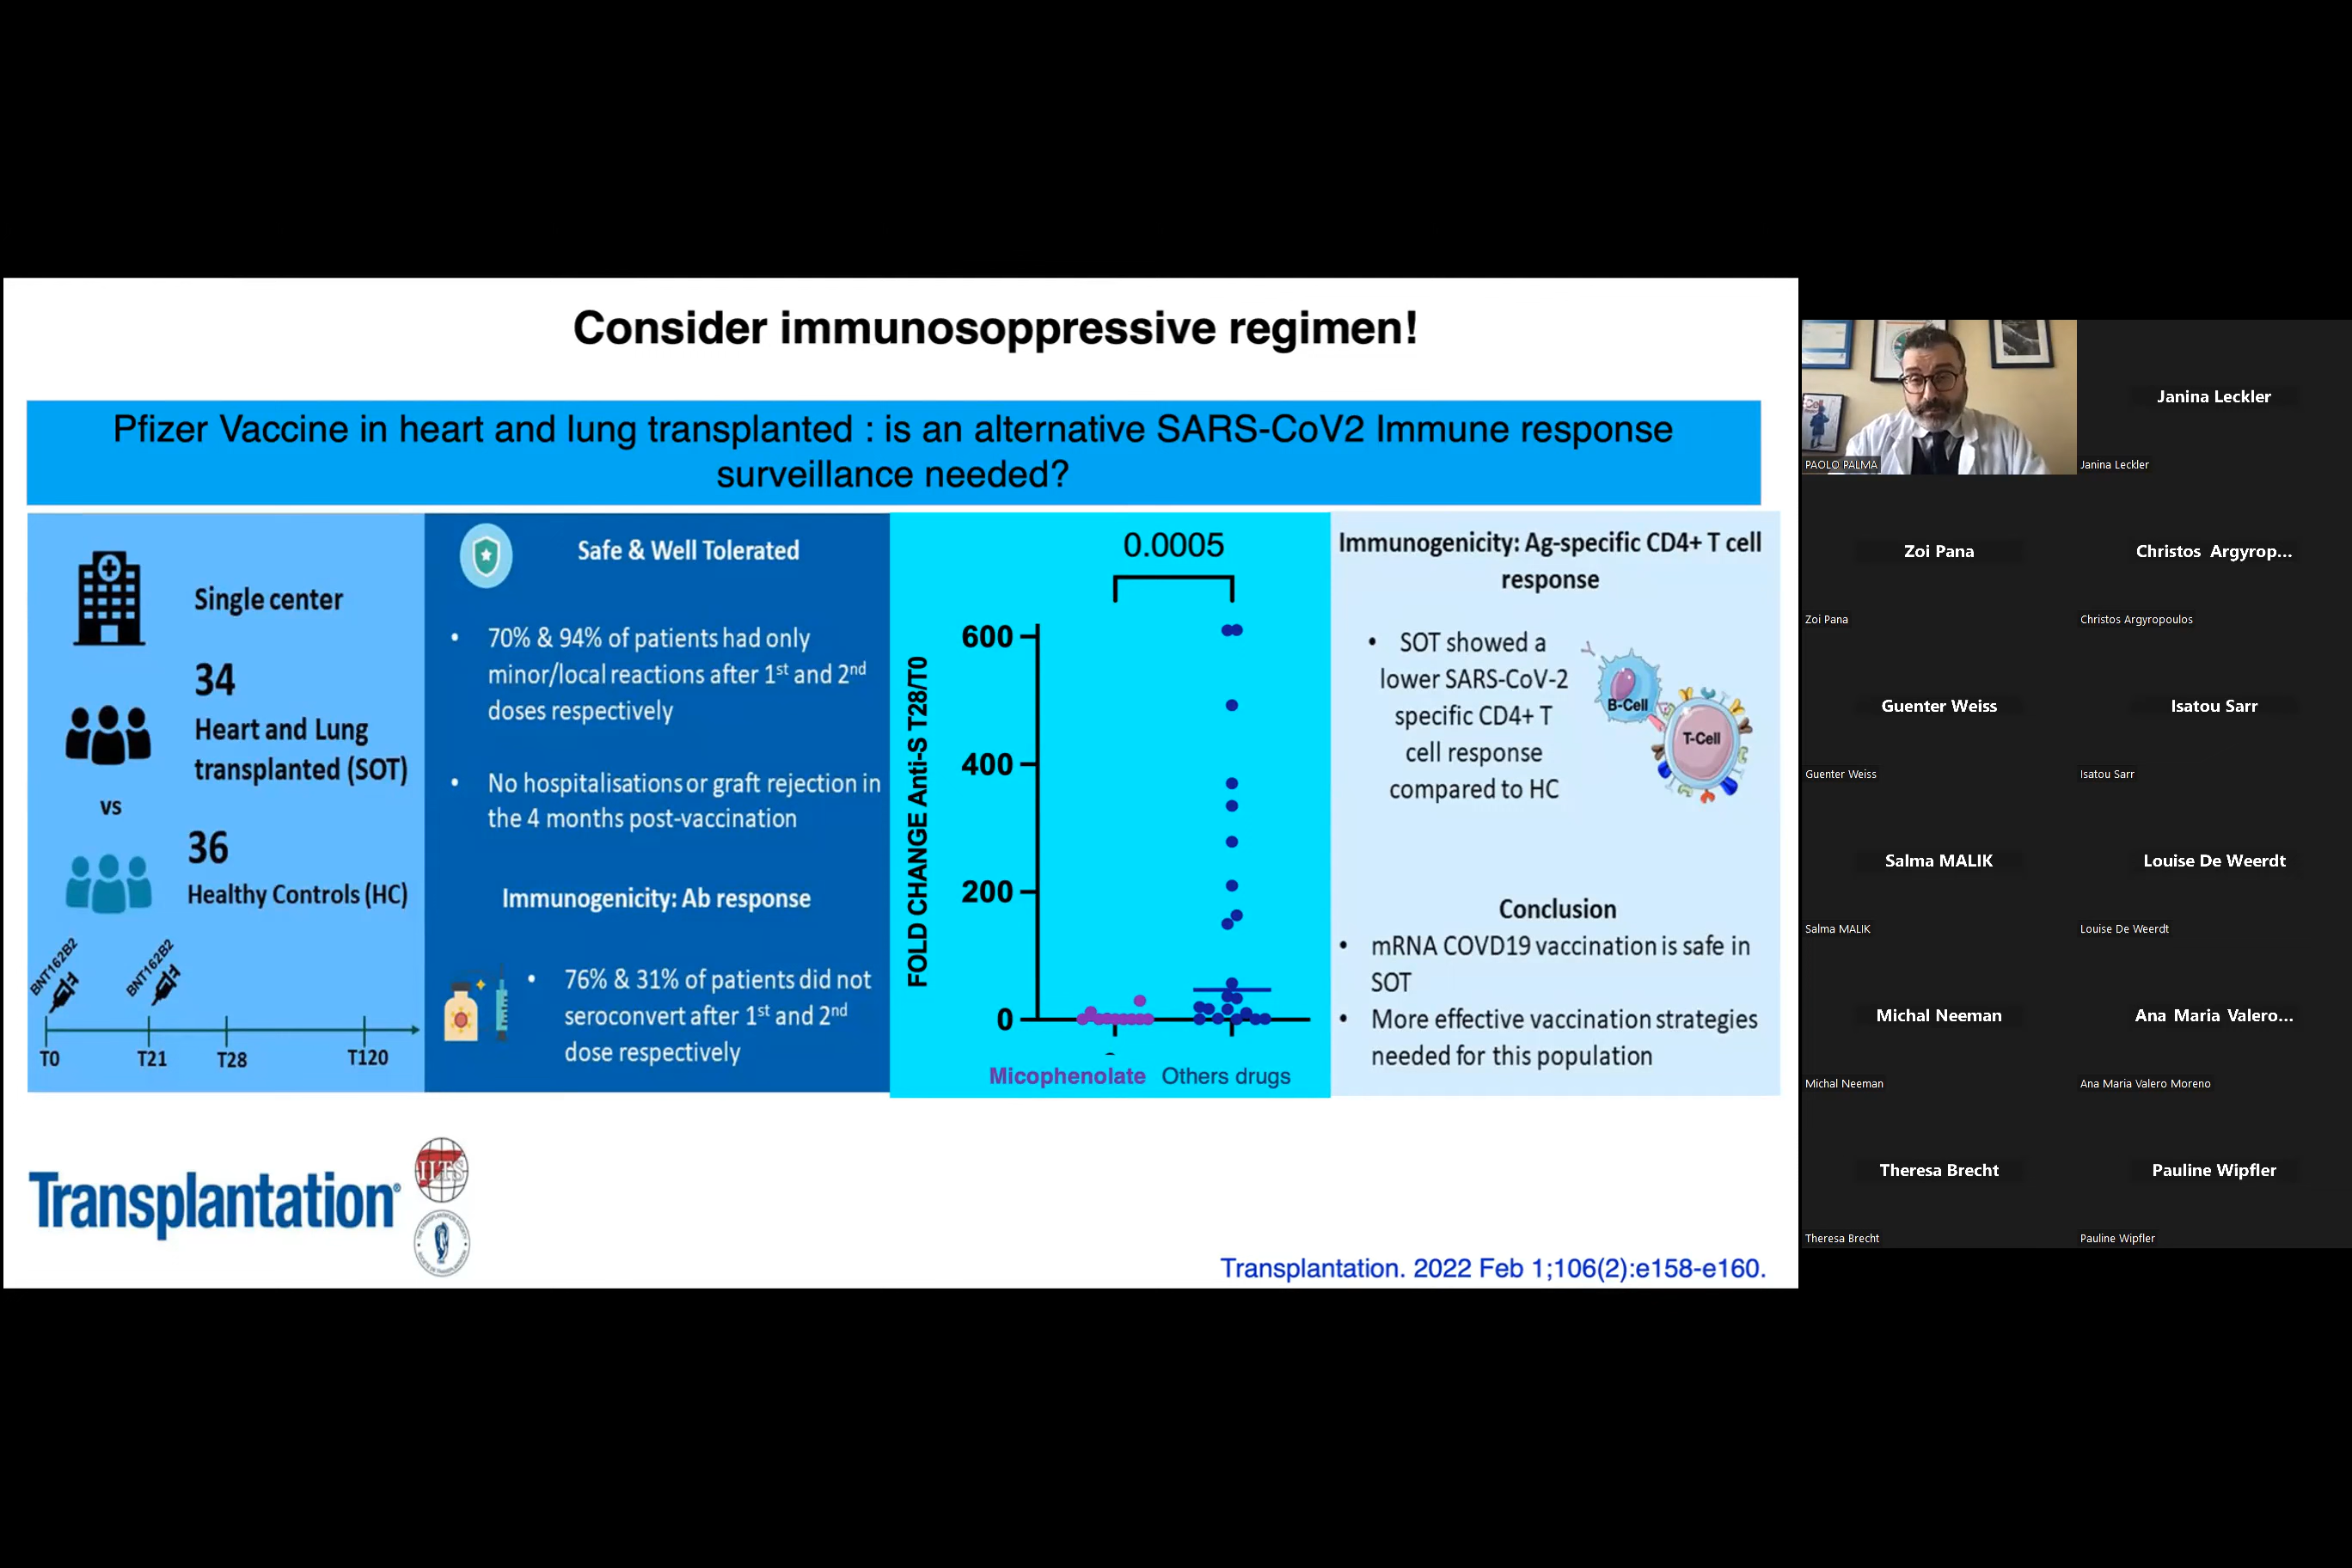 Consider immunosoppressive regimen!
Pfizer Vaccine in heart and lung transplanted : is an alternative SARS-CoV2 Immune response
surveillance needed?
Single center
34
Heart and Lung
transplanted (SOT)
vs
36
Healthy Controls (HC)
BNT162B2
BNT162B2
T0
T21
T28
T120
Safe & Well Tolerated
• 70% & 94% of patients had only
minor/local reactions after 1st and 2nd
doses respectively
• No hospitalisations or graft rejection in
the 4 months post-vaccination
Immunogenicity: Ab response
• 76% & 31% of patients did not
seroconvert after 1st and 2nd
dose respectively
0.0005
FOLD CHANGE Anti-S T28/T0
600
400
200
0
Micophenolate Others drugs
Immunogenicity: Ag-specific CD4+ T cell
response
• SOT showed a
lower SARS-CoV-2
specific CD4+ T
cell response
compared to HC
B-Cell
T-Cell
Conclusion
• mRNA COVD19 vaccination is safe in
SOT
• More effective vaccination strategies
needed for this population
Transplantation®
TTS
Transplantation. 2022 Feb 1;106(2):e158-e160.
PAOLO PALMA
Janina Leckler
Janina Leckler
Zoi Pana
Zoi Pana
Christos Argyrop...
Christos Argyropoulos
Guenter Weiss
Guenter Weiss
Isatou Sarr
Isatou Sarr
Salma MALIK
Salma MALIK
Louise De Weerdt
Louise De Weerdt
Michal Neeman
Michal Neeman
Ana Maria Valero...
Ana Maria Valero Moreno
Theresa Brecht
Theresa Brecht
Pauline Wipfler
Pauline Wipfler